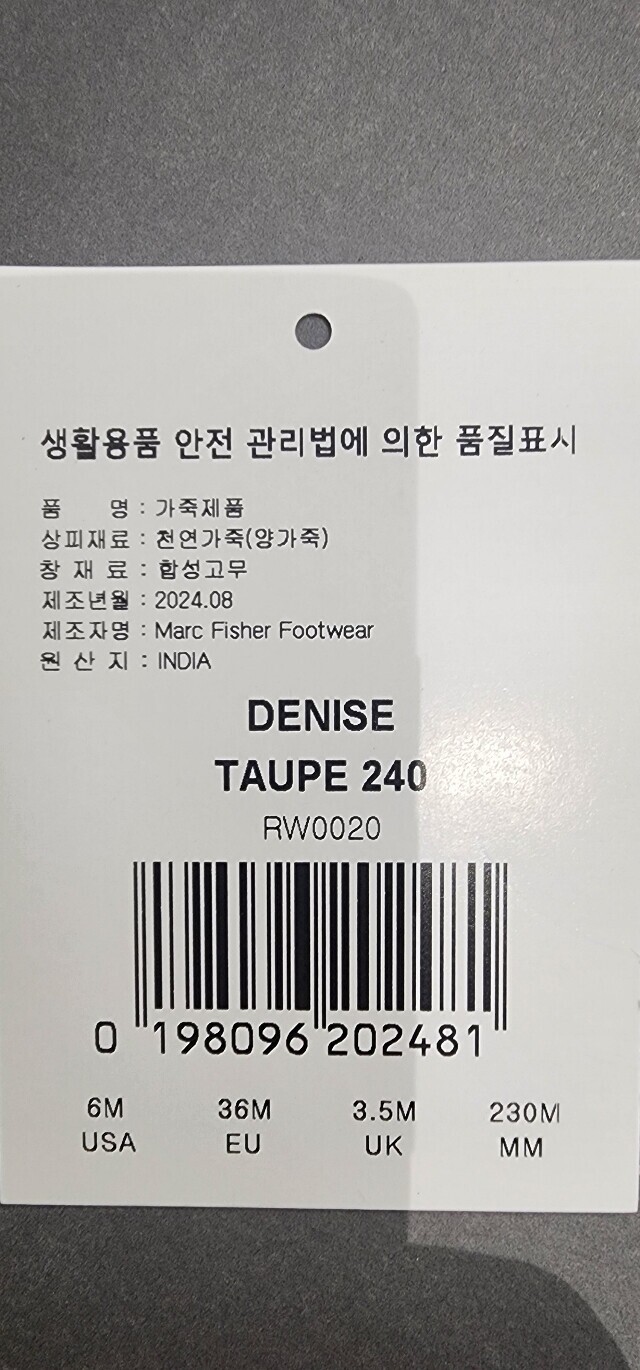 생활용품 안전 관리법에 의한 품질표시
품 명 : 가죽제품
상피재료 : 천연가죽(양가죽)
창 재 료 : 합성고무
제조년월 : 2024.08
제조자명 : Marc Fisher Footwear
원 산 지 : INDIA
DENISE
TAUPE 240
RW0020
0 198096 202481
6M 36M 3.5M 230M
USA EU UK MM